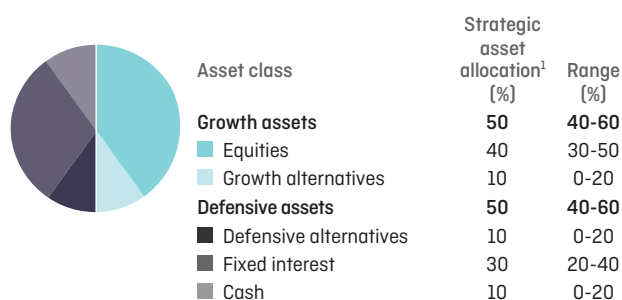 Strategic
asset
Asset class allocation¹ Range
(%) (%)
Growth assets 50 40-60
Equities 40 30-50
Growth alternatives 10 0-20
Defensive assets 50 40-60
Defensive alternatives 10 0-20
Fixed interest 30 20-40
Cash 10 0-20